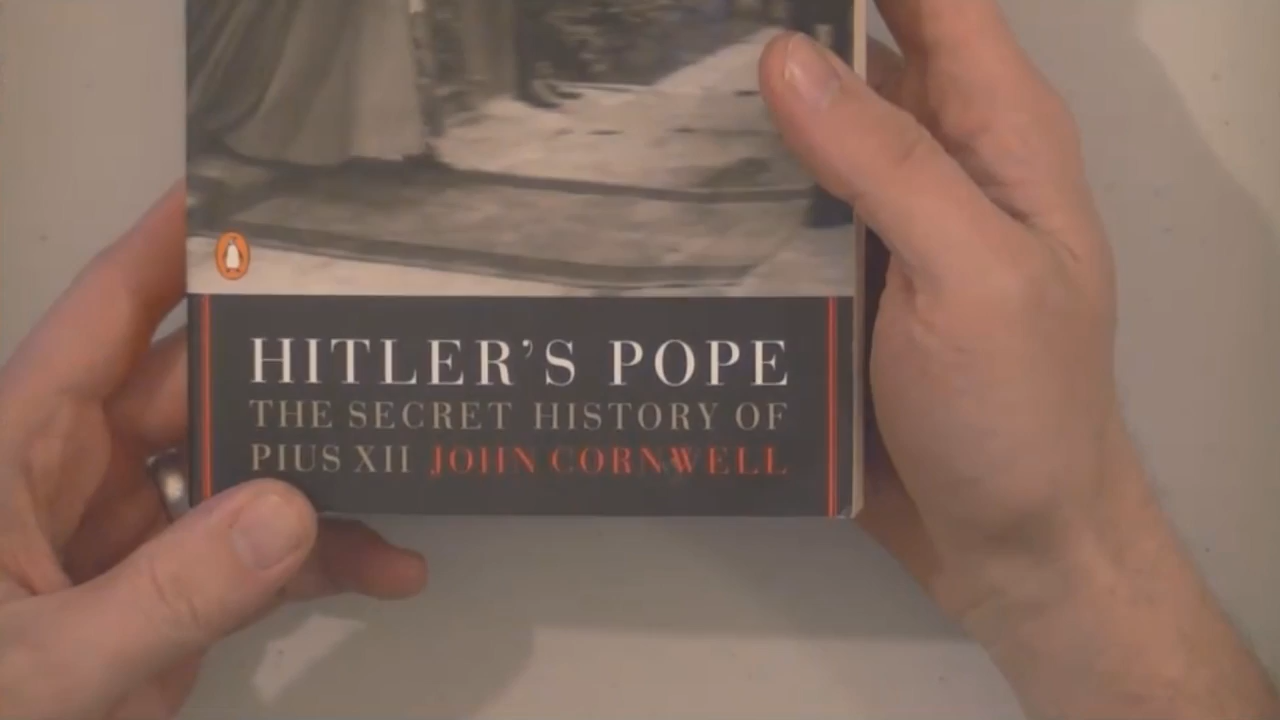 HITLER'S POPE
THE SECRET HISTORY OF
PIUS XII JOHN CORNWELL